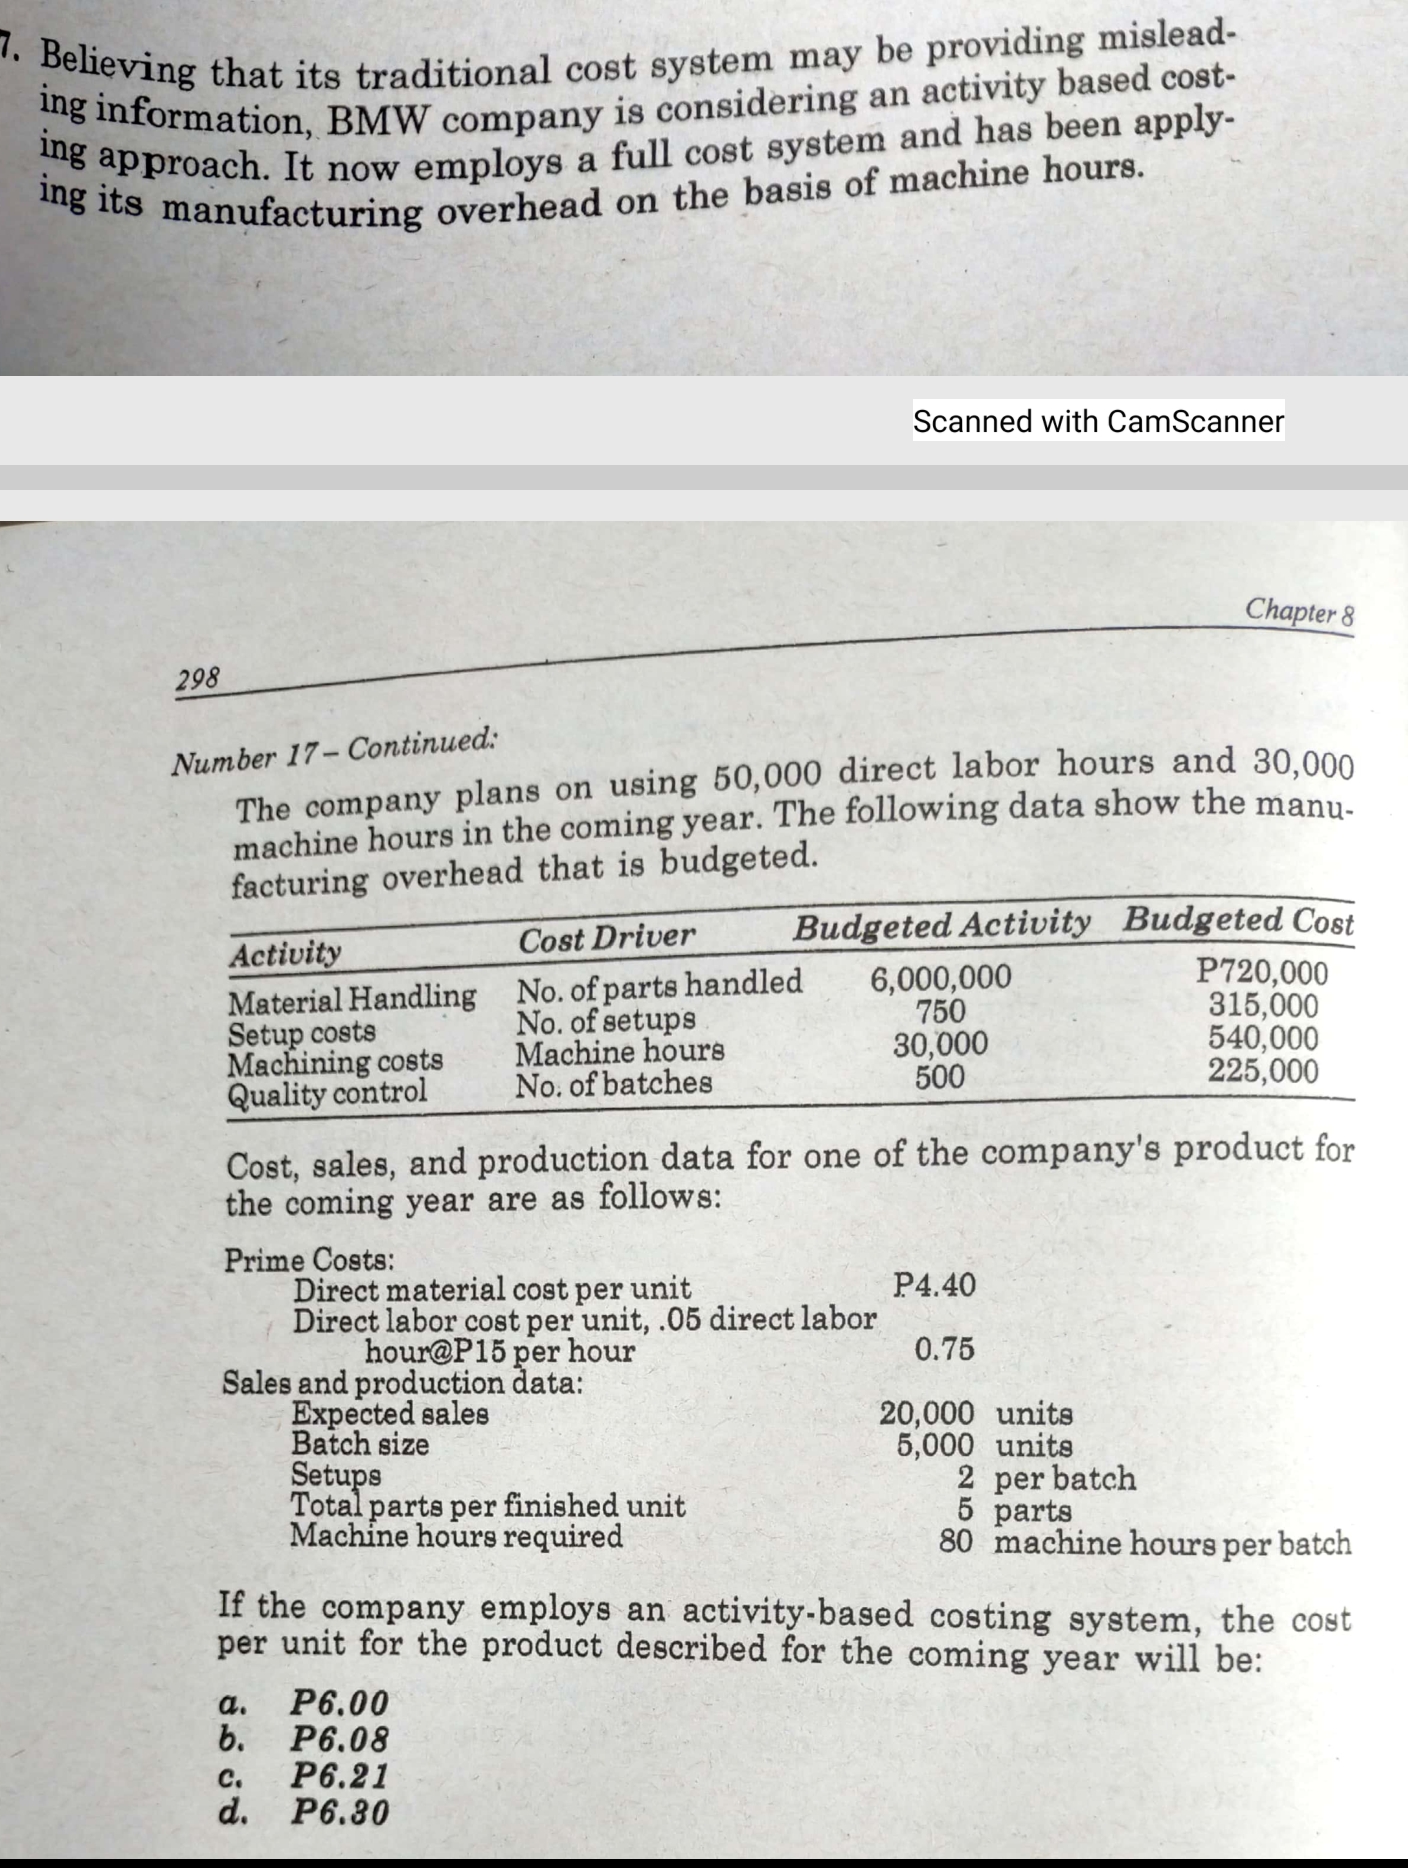 7. Believing that its traditional cost system may be providing mislead-
ing information, BMW company is considering an activity based cost-
ing approach. It now employs a full cost system and has been apply-
ing its manufacturing overhead on the basis of machine hours.
Scanned with CamScanner
Chapter 8
298
Number 17 – Continued:
The company plans on using 50,000 direct labor hours and 30,000
machine hours in the coming year. The following data show the manu-
facturing overhead that is budgeted.
Activity Cost Driver Budgeted Activity Budgeted Cost
Material Handling No. of parts handled 6,000,000 P720,000
Setup costs No. of setups 750 315,000
Machining costs Machine hours 30,000 540,000
Quality control No. of batches 500 225,000
Cost, sales, and production data for one of the company's product for
the coming year are as follows:
Prime Costs:
Direct material cost per unit P4.40
Direct labor cost per unit, .05 direct labor
hour@P15 per hour 0.75
Sales and production data:
Expected sales 20,000 units
Batch size 5,000 units
Setups 2 per batch
Total parts per finished unit 5 parts
Machine hours required 80 machine hours per batch
If the company employs an activity-based costing system, the cost
per unit for the product described for the coming year will be:
a. P6.00
b. P6.08
c. P6.21
d. P6.30